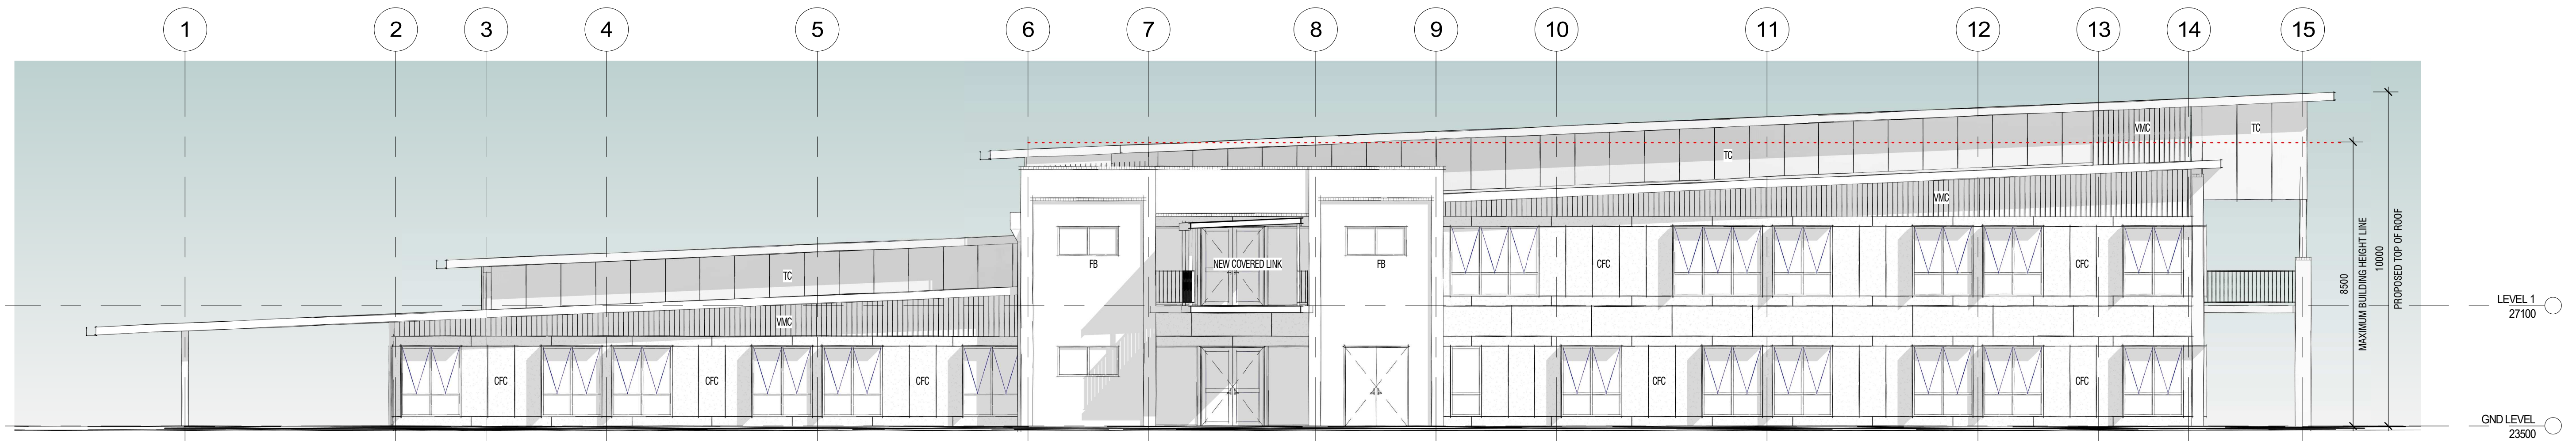 1 2 3 4 5 6 7 8 9 10 11 12 13 14 15
VMC TC
TC
VMC
FB NEW COVERED LINK FB CFC CFC
TC
VMC
CFC CFC CFC CFC CFC
8500
MAXIMUM BUILDING HEIGHT LINE
10000
PROPOSED TOP OF ROOF
LEVEL 1
27100
GND LEVEL
23500